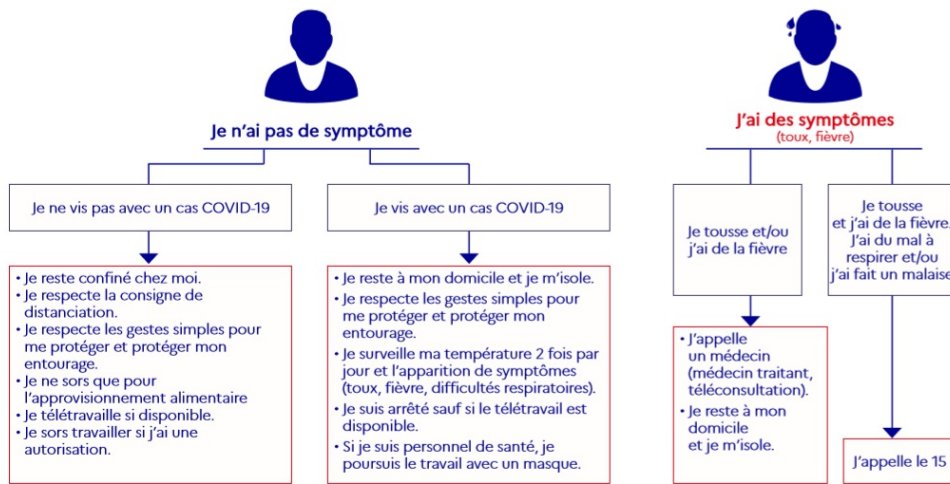 Je n'ai pas de symptôme
Je ne vis pas avec un cas COVID-19
• Je reste confiné chez moi.
• Je respecte la consigne de
distanciation.
• Je respecte les gestes simples pour
me protéger et protéger mon
entourage.
• Je ne sors que pour
l'approvisionnement alimentaire
• Je télétravaille si disponible.
• Je sors travailler si j'ai une
autorisation.
Je vis avec un cas COVID-19
• Je reste à mon domicile et je m'isole.
• Je respecte les gestes simples pour
me protéger et protéger mon
entourage.
• Je surveille ma température 2 fois par
jour et l'apparition de symptômes
(toux, fièvre, difficultés respiratoires).
• Je suis arrêté sauf si le télétravail est
disponible.
• Si je suis personnel de santé, je
poursuis le travail avec un masque.
J'ai des symptômes
(toux, fièvre)
Je tousse et/ou
j'ai de la fièvre
• J'appelle
un médecin
(médecin traitant,
téléconsultation).
• Je reste à mon
domicile
et je m'isole.
Je tousse
et j'ai de la fièvre.
J'ai du mal à
respirer et/ou
j'ai fait un malaise
J'appelle le 15